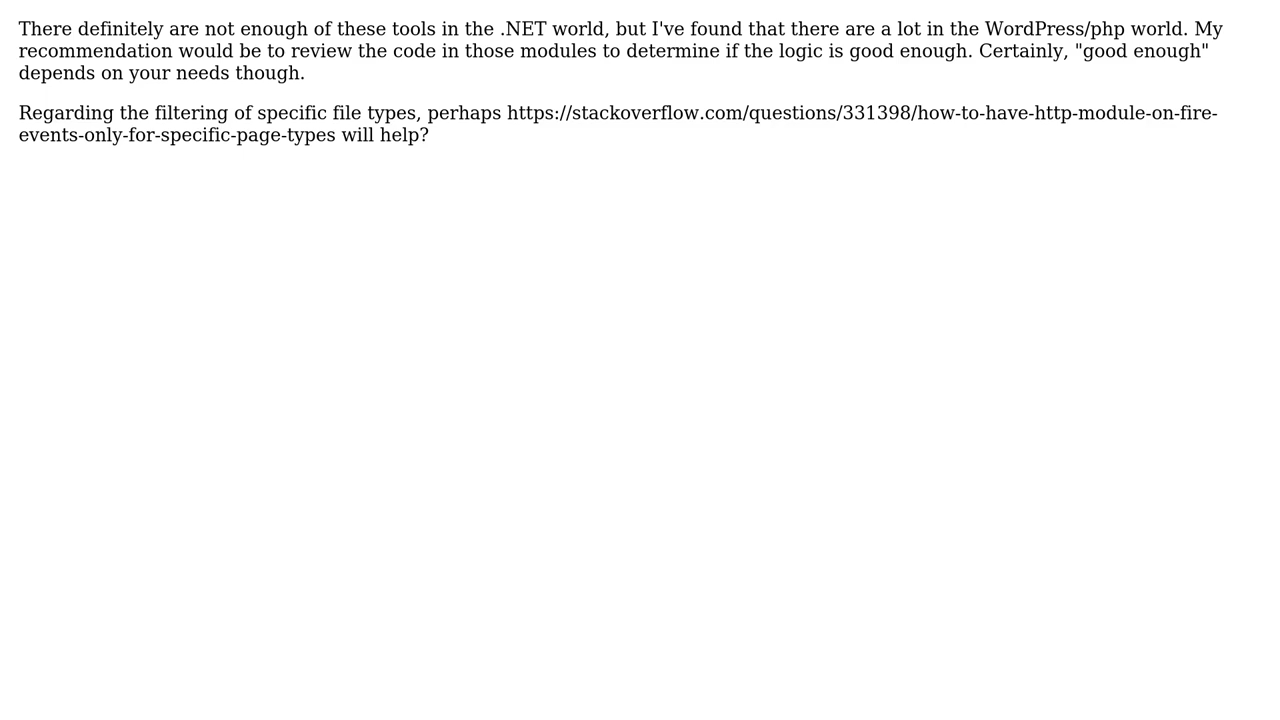 There definitely are not enough of these tools in the .NET world, but I've found that there are a lot in the WordPress/php world. My
recommendation would be to review the code in those modules to determine if the logic is good enough. Certainly, "good enough"
depends on your needs though.
Regarding the filtering of specific file types, perhaps https://stackoverflow.com/questions/331398/how-to-have-http-module-on-fire-
events-only-for-specific-page-types will help?